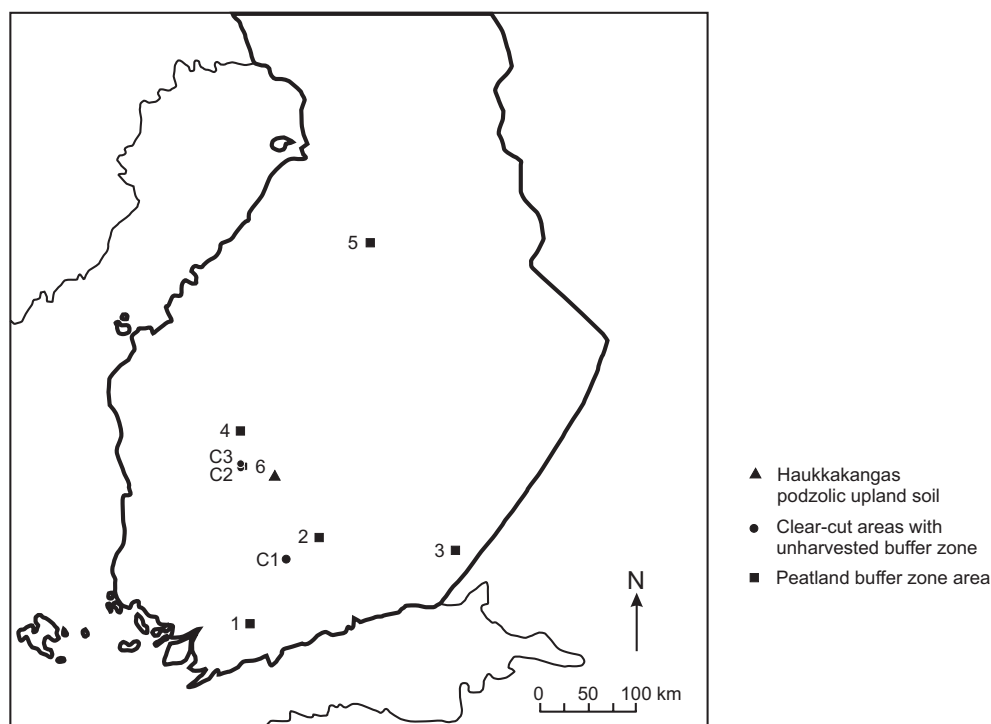 5
4
C3
C2
6
2
C1
3
1
N
0 50 100 km
Haukkakangas
podzolic upland soil
Clear-cut areas with
unharvested buffer zone
Peatland buffer zone area